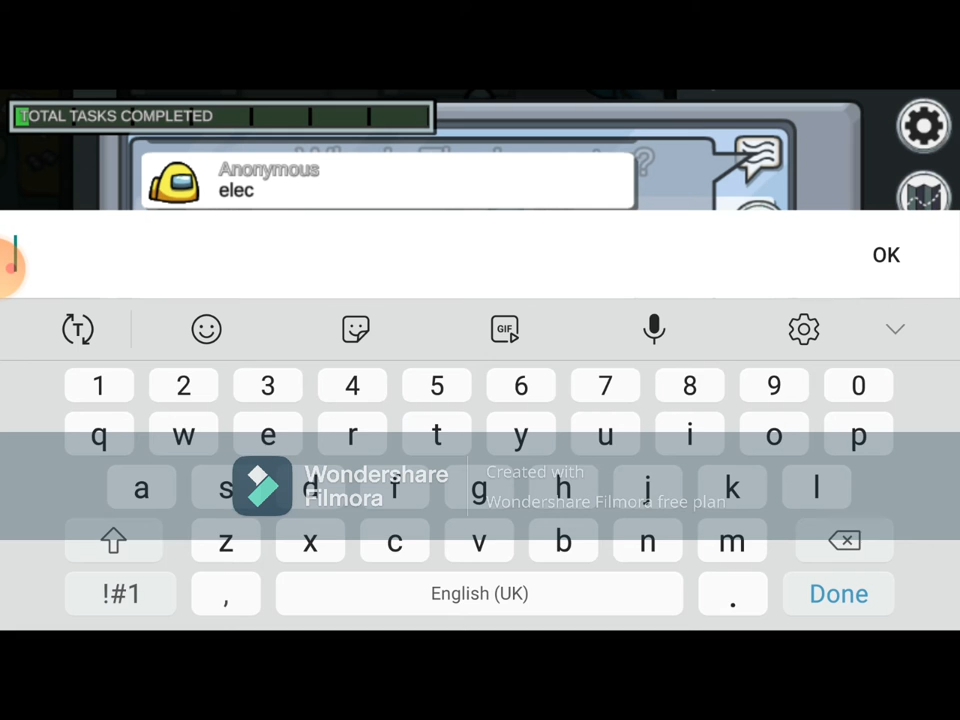 TOTAL TASKS COMPLETED
Anonymous
elec
OK
T
GIF
1 2 3 4 5 6 7 8 9 0
q w e r t y u i o p
a s d f g h j k l
Wondershare
Filmora
Created with
Wondershare Filmora free plan
z x c v b n m
!#1 , English (UK) . Done